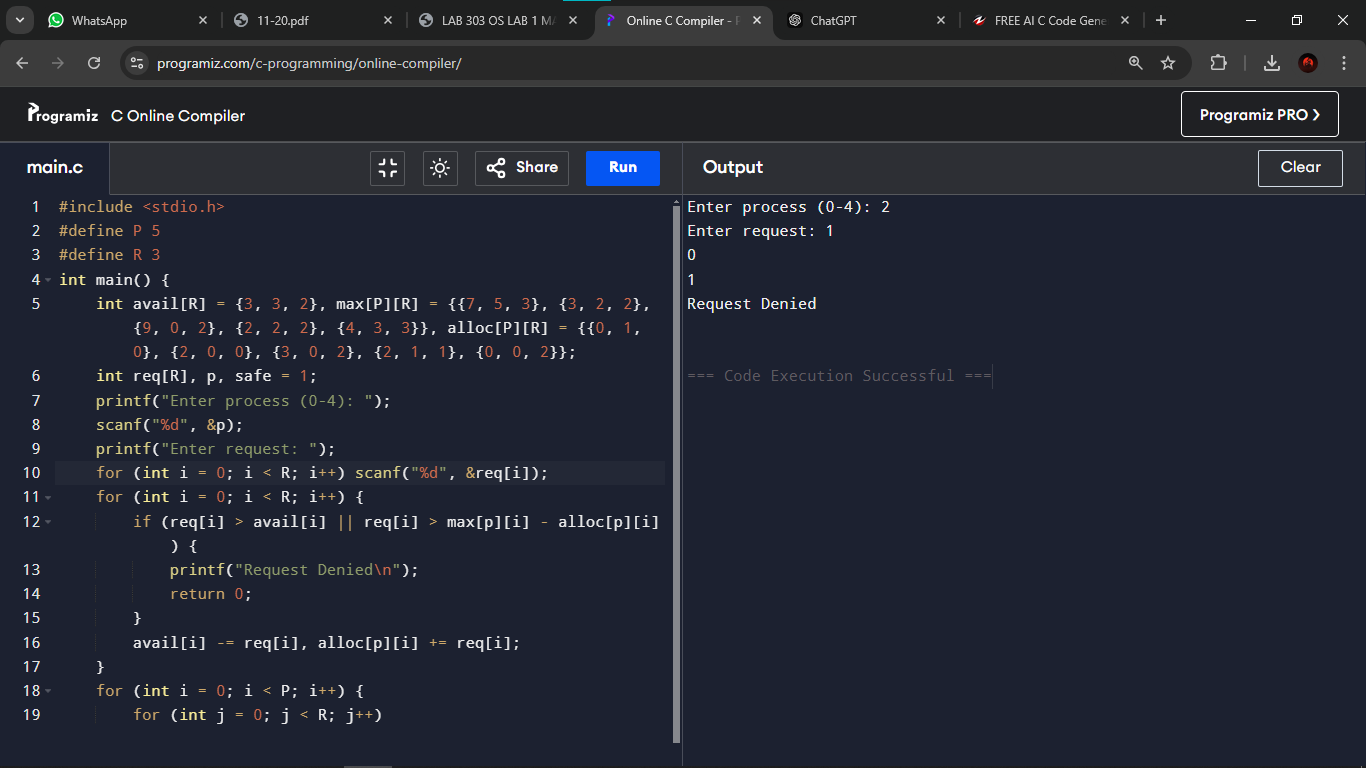 WhatsApp
11-20.pdf
LAB 303 OS LAB 1 MA
Online C Compiler - P
ChatGPT
FREE AI C Code Gene
programiz.com/c-programming/online-compiler/
Programiz C Online Compiler
Programiz PRO
main.c
Share
Run
Output
Clear
1 #include <stdio.h>
2 #define P 5
3 #define R 3
4 int main() {
5 int avail[R] = {3, 3, 2}, max[P][R] = {{7, 5, 3}, {3, 2, 2},
{9, 0, 2}, {2, 2, 2}, {4, 3, 3}}, alloc[P][R] = {{0, 1,
0}, {2, 0, 0}, {3, 0, 2}, {2, 1, 1}, {0, 0, 2}};
6 int req[R], p, safe = 1;
7 printf("Enter process (0-4): ");
8 scanf("%d", &p);
9 printf("Enter request: ");
10 for (int i = 0; i < R; i++) scanf("%d", &req[i]);
11 for (int i = 0; i < R; i++) {
12 if (req[i] > avail[i] || req[i] > max[p][i] - alloc[p][i]
) {
13 printf("Request Denied\n");
14 return 0;
15 }
16 avail[i] -= req[i], alloc[p][i] += req[i];
17 }
18 for (int i = 0; i < P; i++) {
19 for (int j = 0; j < R; j++)
Enter process (0-4): 2
Enter request: 1
0
1
Request Denied
=== Code Execution Successful ===